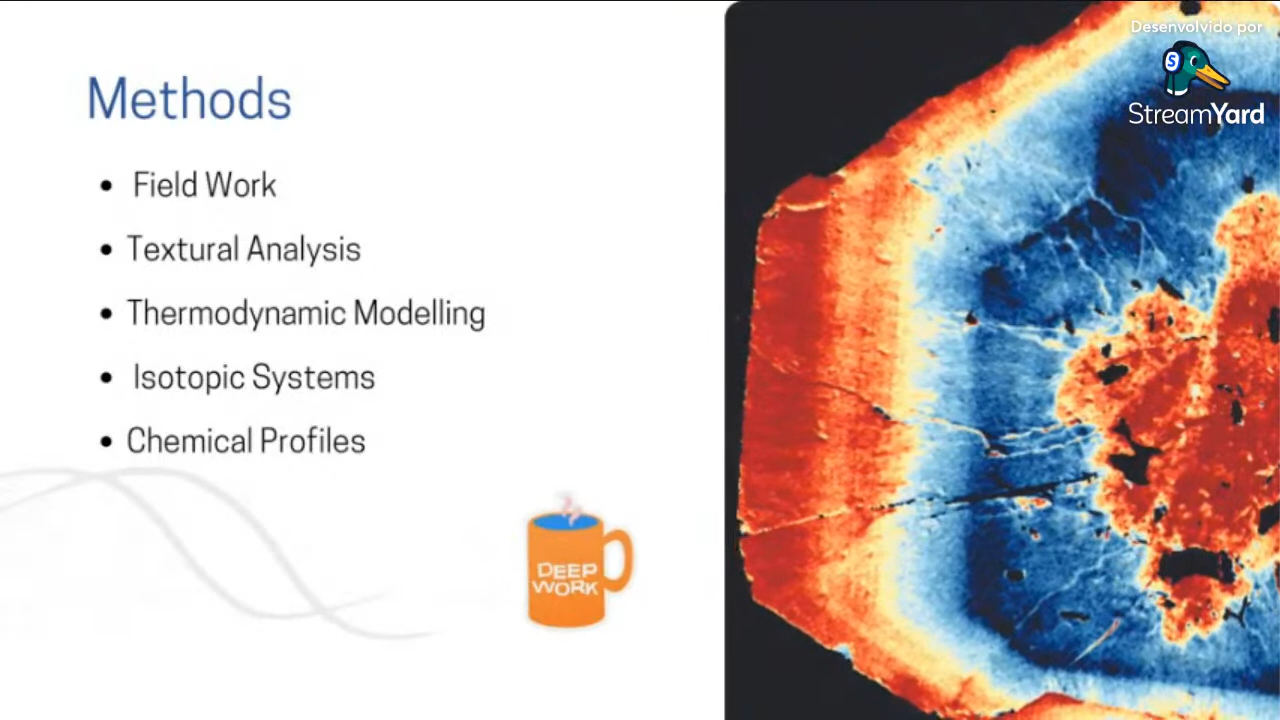 Desenvolvido por
StreamYard
Methods
• Field Work
• Textural Analysis
• Thermodynamic Modelling
• Isotopic Systems
• Chemical Profiles
DEEP
WORK